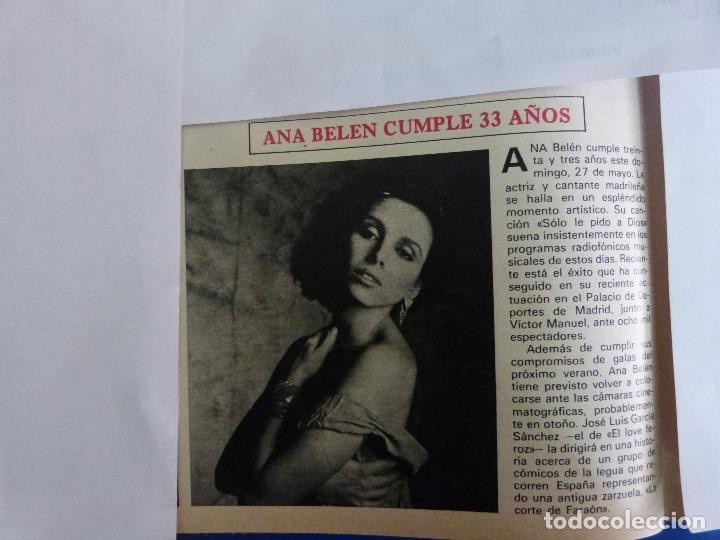 ANA BELEN CUMPLE 33 AÑOS
ANA Belén cumple trein-
ta y tres años este do-
mingo, 27 de mayo. La
actriz y cantante madrileña
se halla en un espléndido
momento artístico. Su can-
ción «Sólo le pido a Dios»
suena insistentemente en los
programas radiofónicos mu-
sicales de estos días. Recien-
te está el éxito que ha con-
seguido en su reciente ac-
tuación en el Palacio de De-
portes de Madrid, junto a
Víctor Manuel, ante ocho mil
espectadores.
Además de cumplir sus
compromisos de galas del
próximo verano, Ana Belén
tiene previsto volver a colo-
carse ante las cámaras cine-
matográficas, probablemen-
te en otoño. José Luis García
Sánchez —el de «El love fe-
roz»— la dirigirá en una histo-
ria acerca de un grupo de
cómicos de la legua que re-
corren España representan-
do una antigua zarzuela, «La
corte de Faraón».
todocoleccion